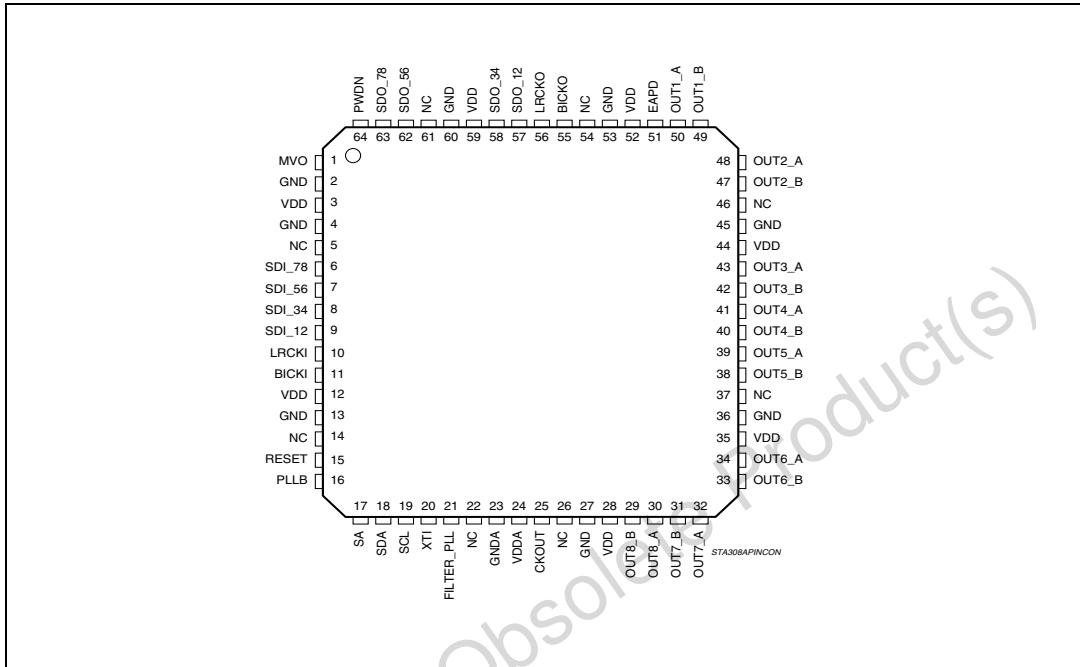 PWDN
SDO_78
SDO_56
NC
GND
VDD
SDO_34
SDO_12
LRCKO
BICKO
NC
GND
VDD
EAPD
OUT1_A
OUT1_B
64 63 62 61 60 59 58 57 56 55 54 53 52 51 50 49
MVO 1
GND 2
VDD 3
GND 4
NC 5
SDI_78 6
SDI_56 7
SDI_34 8
SDI_12 9
LRCKI 10
BICKI 11
VDD 12
GND 13
NC 14
RESET 15
PLLB 16
48 OUT2_A
47 OUT2_B
46 NC
45 GND
44 VDD
43 OUT3_A
42 OUT3_B
41 OUT4_A
40 OUT4_B
39 OUT5_A
38 OUT5_B
37 NC
36 GND
35 VDD
34 OUT6_A
33 OUT6_B
17 18 19 20 21 22 23 24 25 26 27 28 29 30 31 32
SA
SDA
SCL
XTI
FILTER_PLL
NC
GNDA
VDDA
CKOUT
NC
GND
VDD
OUT8_B
OUT8_A
OUT7_B
OUT7_A
STA308APINCON
Obsolete Product(s)